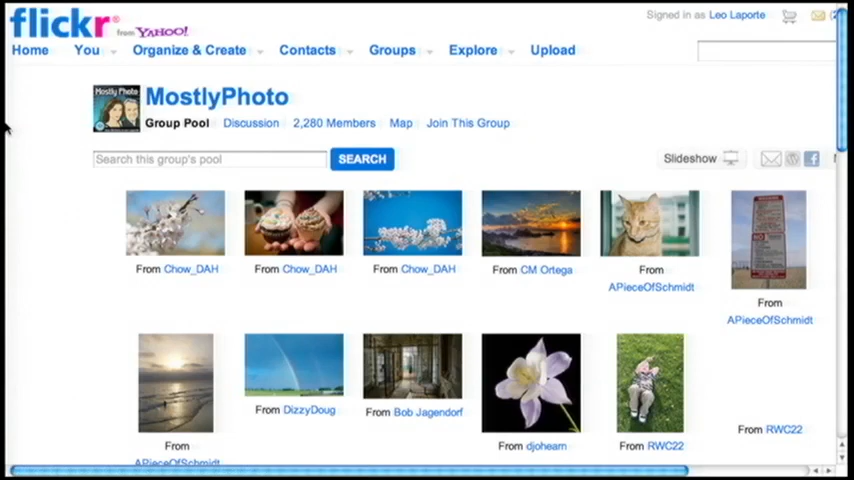 flickr® from YAHOO!
Signed in as Leo Laporte
Home You Organize & Create Contacts Groups Explore Upload
Mostly Photo
MostlyPhoto
Group Pool Discussion 2,280 Members Map Join This Group
Search this group's pool SEARCH Slideshow
From Chow_DAH
From Chow_DAH
From Chow_DAH
From CM Ortega
From APieceOfSchmidt
From APieceOfSchmidt
From APieceOfSchmidt
From DizzyDoug
From Bob Jagendorf
From djohearn
From RWC22
From RWC22